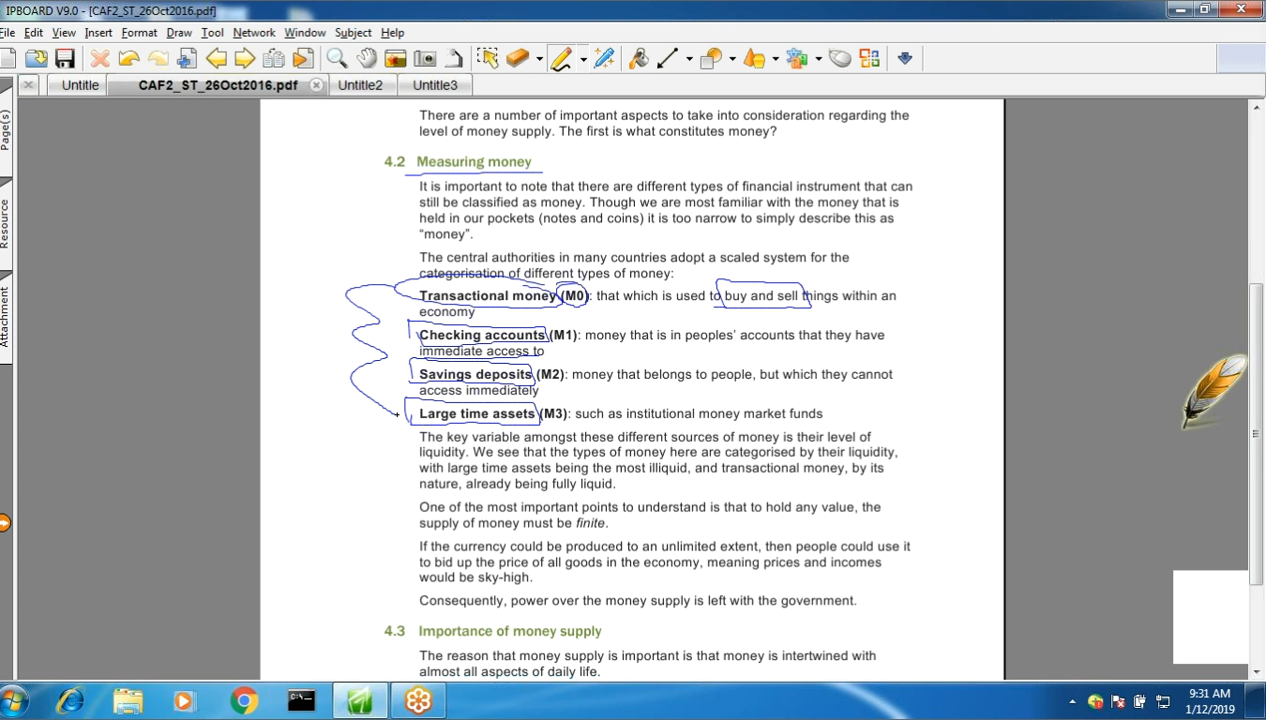 IPBOARD V9.0 - [CAF2_ST_26Oct2016.pdf]
File Edit View Insert Format Draw Tool Network Window Subject Help
Untitle CAF2_ST_26Oct2016.pdf Untitle2 Untitle3
Page(s)
Resource
Attachment
There are a number of important aspects to take into consideration regarding the
level of money supply. The first is what constitutes money?
4.2 Measuring money
It is important to note that there are different types of financial instrument that can
still be classified as money. Though we are most familiar with the money that is
held in our pockets (notes and coins) it is too narrow to simply describe this as
“money”.
The central authorities in many countries adopt a scaled system for the
categorisation of different types of money:
Transactional money (M0): that which is used to buy and sell things within an
economy
Checking accounts (M1): money that is in peoples’ accounts that they have
immediate access to
Savings deposits (M2): money that belongs to people, but which they cannot
access immediately
Large time assets (M3): such as institutional money market funds
The key variable amongst these different sources of money is their level of
liquidity. We see that the types of money here are categorised by their liquidity,
with large time assets being the most illiquid, and transactional money, by its
nature, already being fully liquid.
One of the most important points to understand is that to hold any value, the
supply of money must be finite.
If the currency could be produced to an unlimited extent, then people could use it
to bid up the price of all goods in the economy, meaning prices and incomes
would be sky-high.
Consequently, power over the money supply is left with the government.
4.3 Importance of money supply
The reason that money supply is important is that money is intertwined with
almost all aspects of daily life.
9:31 AM
1/12/2019